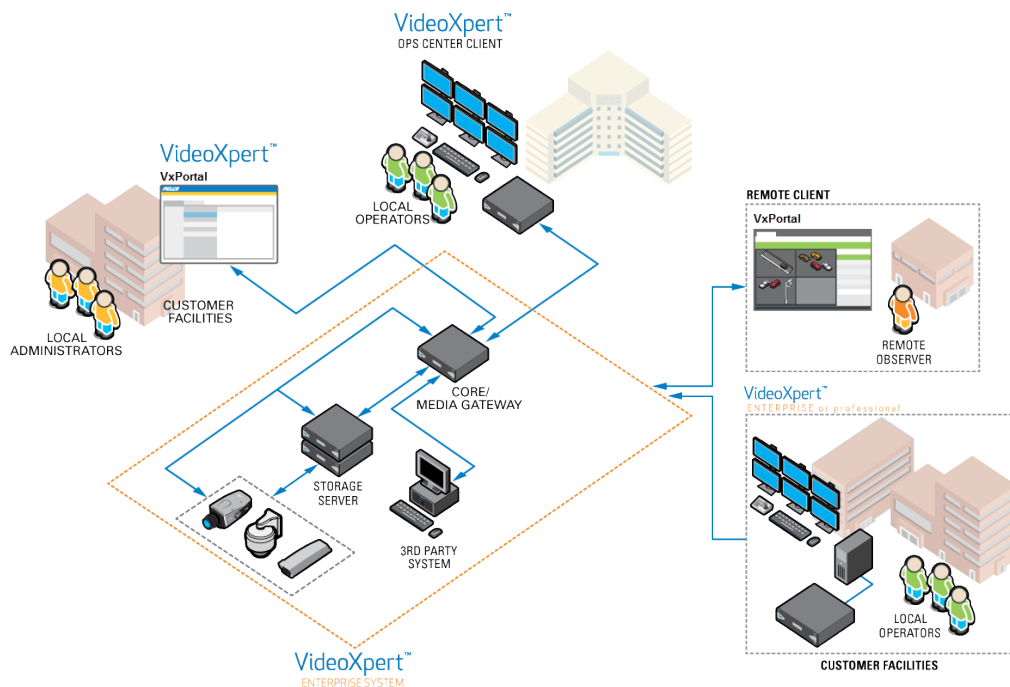 VideoXpert™
OPS CENTER CLIENT
LOCAL
OPERATORS
VideoXpert™
VxPortal
PELCO
CUSTOMER
FACILITIES
LOCAL
ADMINISTRATORS
REMOTE CLIENT
VxPortal
REMOTE
OBSERVER
CORE/
MEDIA GATEWAY
STORAGE
SERVER
3RD PARTY
SYSTEM
VideoXpert™
ENTERPRISE SYSTEM
VideoXpert™
ENTERPRISE or professional
LOCAL
OPERATORS
CUSTOMER FACILITIES